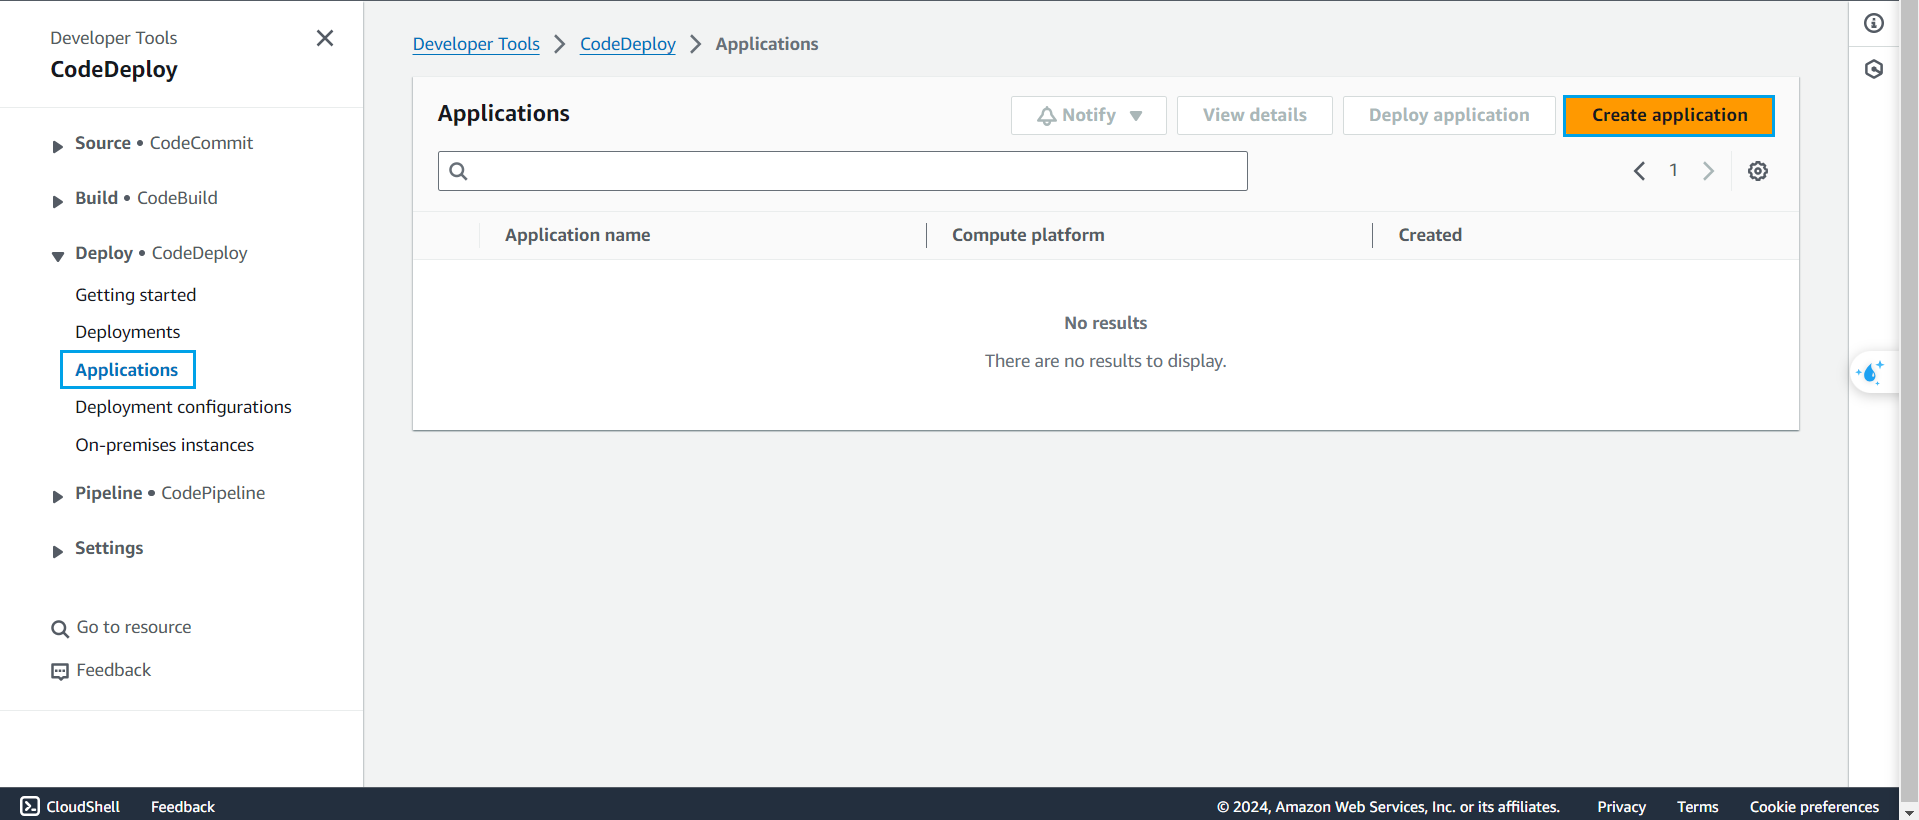 Developer Tools
CodeDeploy
Source • CodeCommit
Build • CodeBuild
Deploy • CodeDeploy
Getting started
Deployments
Applications
Deployment configurations
On-premises instances
Pipeline • CodePipeline
Settings
Go to resource
Feedback
Developer Tools > CodeDeploy > Applications
Applications
Notify View details Deploy application Create application
1
Application name Compute platform Created
No results
There are no results to display.
CloudShell Feedback © 2024, Amazon Web Services, Inc. or its affiliates. Privacy Terms Cookie preferences